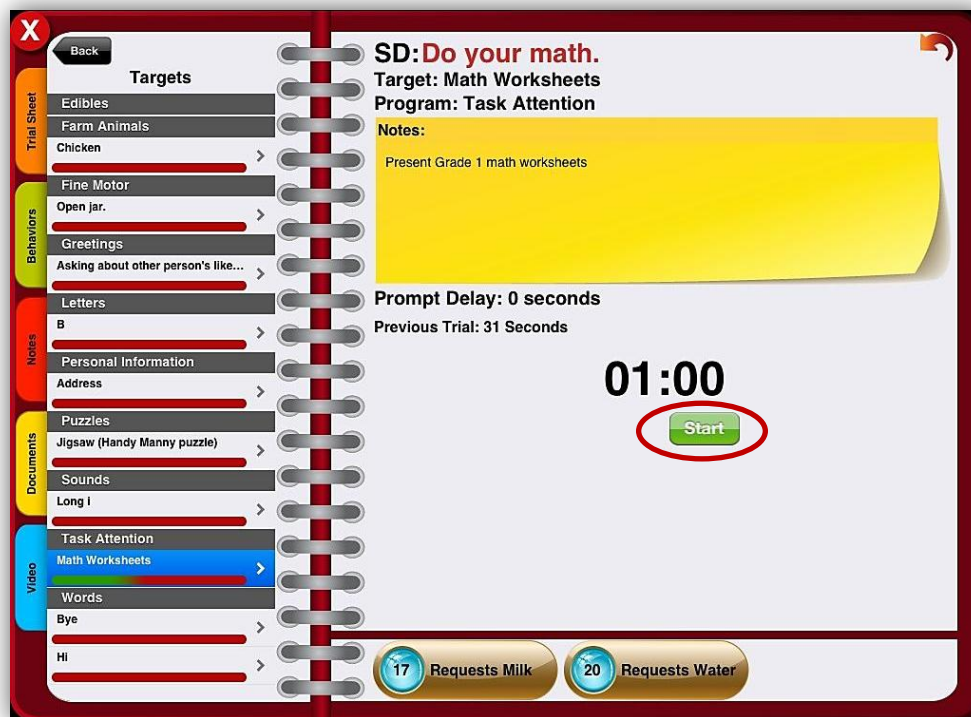 X
Back
Targets
Edibles
Farm Animals
Chicken
Fine Motor
Open jar.
Greetings
Asking about other person's like...
Letters
B
Personal Information
Address
Puzzles
Jigsaw (Handy Manny puzzle)
Sounds
Long i
Task Attention
Math Worksheets
Words
Bye
Hi
Trial Sheet
Behaviors
Notes
Documents
Video
SD:Do your math.
Target: Math Worksheets
Program: Task Attention
Notes:
Present Grade 1 math worksheets
Prompt Delay: 0 seconds
Previous Trial: 31 Seconds
01:00
Start
17 Requests Milk
20 Requests Water